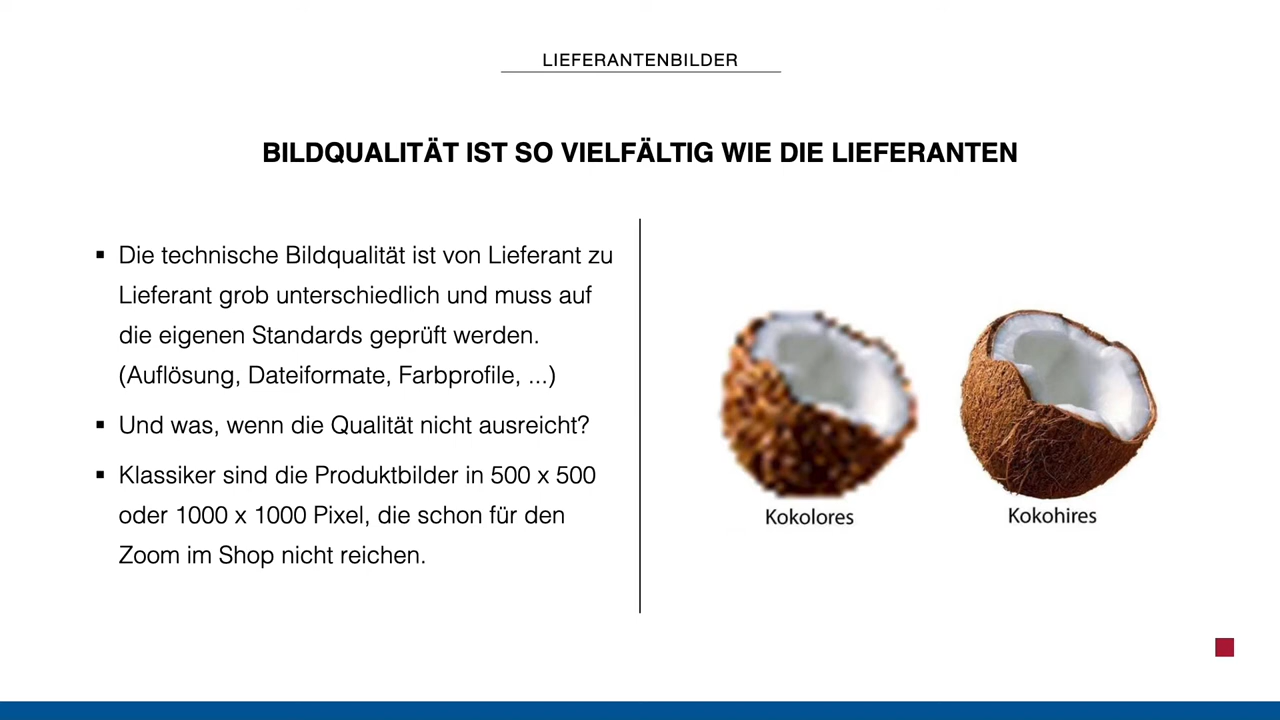 LIEFERANTENBILDER
BILDQUALITÄT IST SO VIELFÄLTIG WIE DIE LIEFERANTEN
Die technische Bildqualität ist von Lieferant zu
Lieferant grob unterschiedlich und muss auf
die eigenen Standards geprüft werden.
(Auflösung, Dateiformate, Farbprofile, ...)
Und was, wenn die Qualität nicht ausreicht?
Klassiker sind die Produktbilder in 500 x 500
oder 1000 x 1000 Pixel, die schon für den
Zoom im Shop nicht reichen.
Kokolores
Kokohires